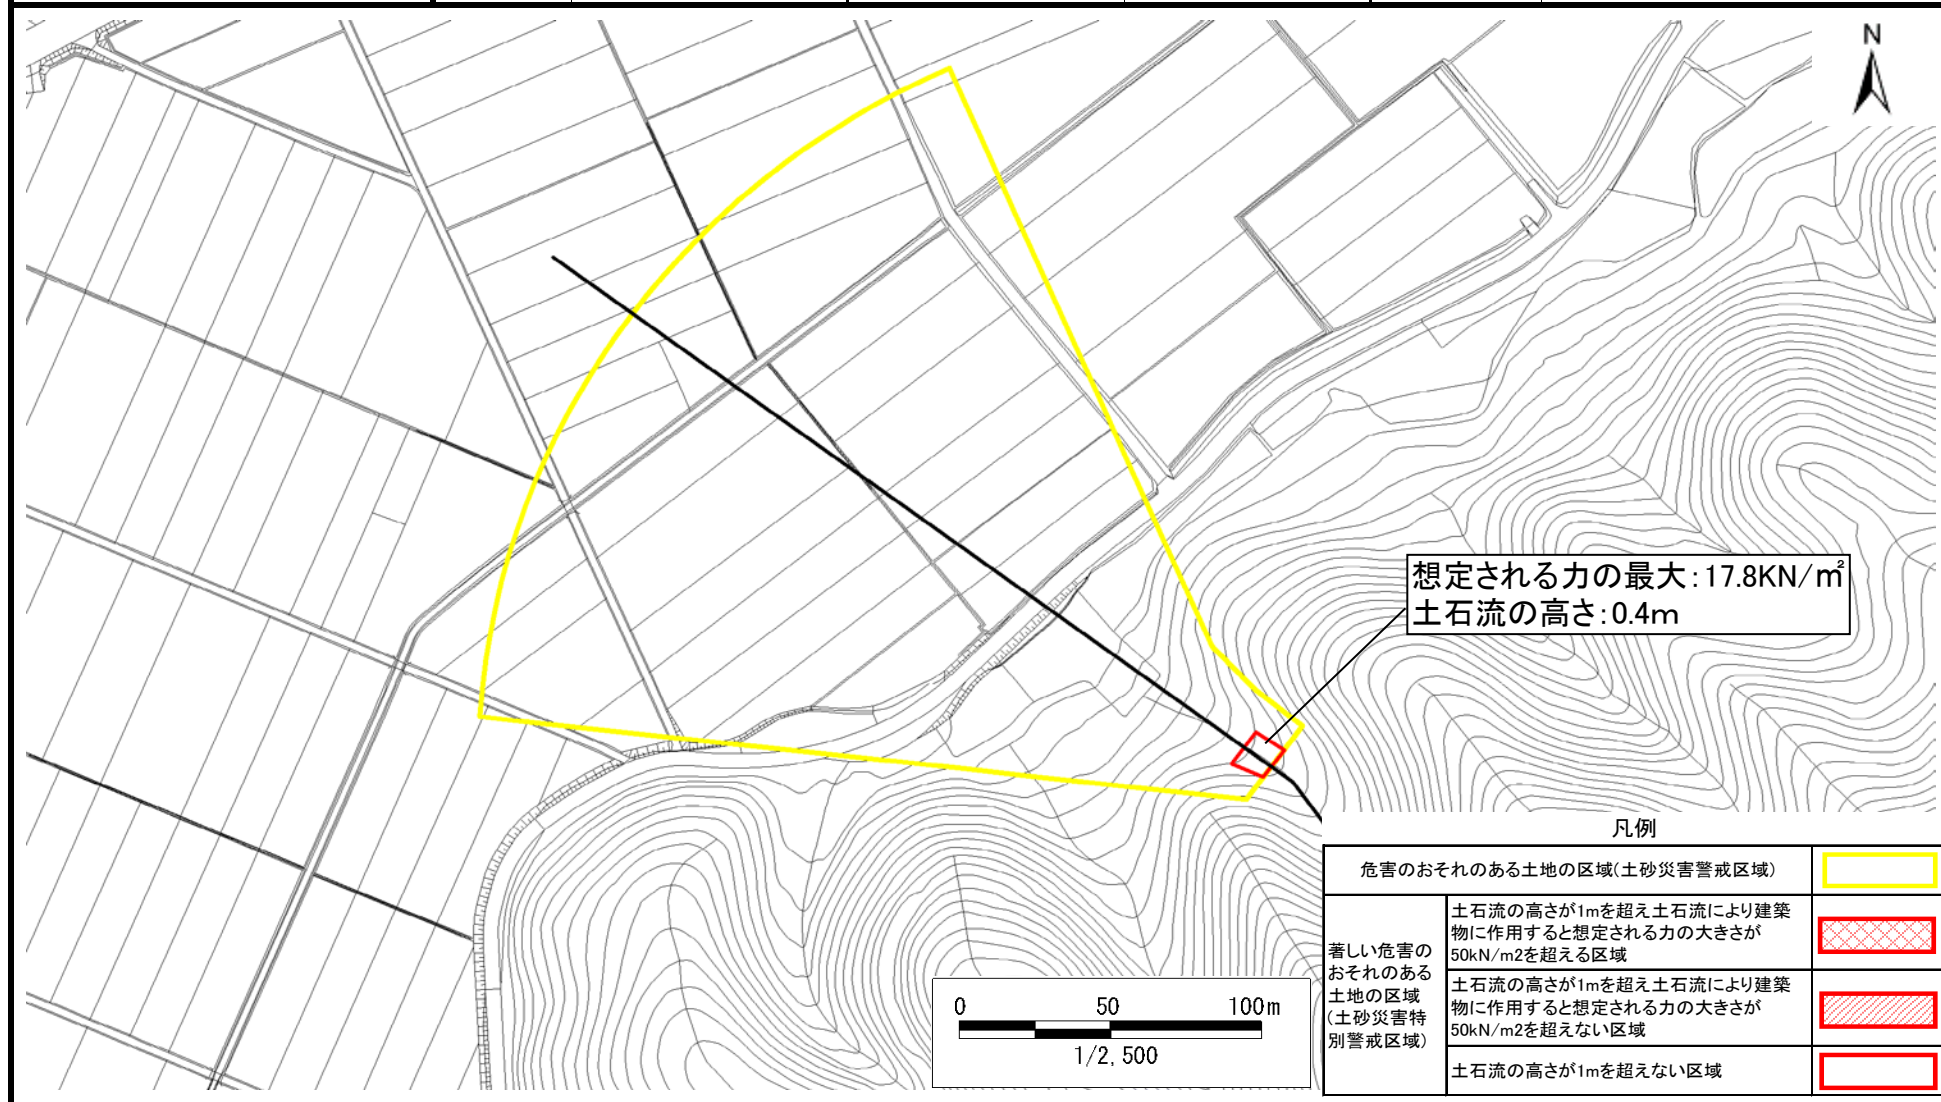 N
想定される力の最大:17.8KN/㎡
土石流の高さ:0.4m
凡例
危害のおそれのある土地の区域(土砂災害警戒区域)
著しい危害の
おそれのある
土地の区域
(土砂災害特
別警戒区域)
土石流の高さが1mを超え土石流により建築
物に作用すると想定される力の大きさが
50kN/m2を超える区域
土石流の高さが1mを超え土石流により建築
物に作用すると想定される力の大きさが
50kN/m2を超えない区域
土石流の高さが1mを超えない区域
0 50 100m
1/2,500